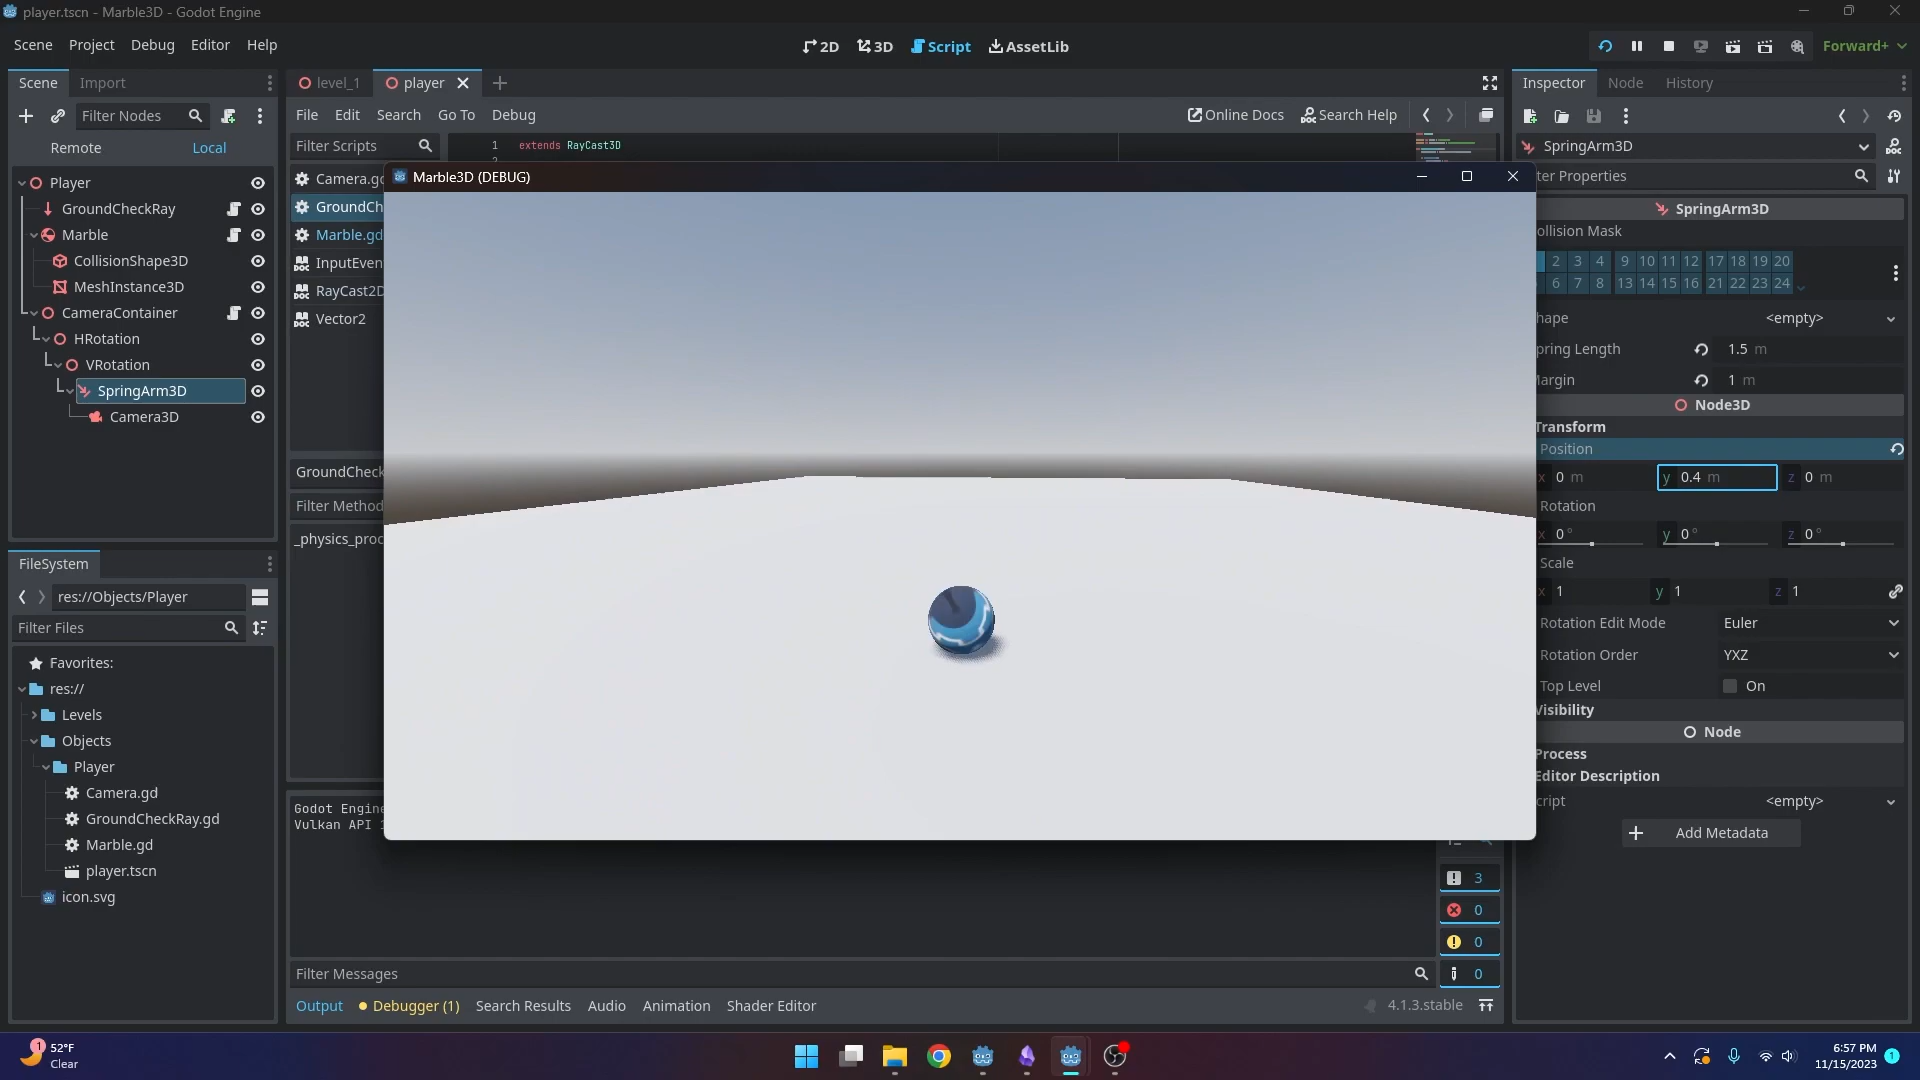 player.tscn - Marble3D - Godot Engine
Scene Project Debug Editor Help
2D 3D Script AssetLib
Forward+
Scene Import
level_1 player
Inspector Node History
Filter Nodes
File Edit Search Go To Debug
Online Docs Search Help
Remote Local
Filter Scripts
1 extends RayCast3D
2
SpringArm3D
Player
GroundCheckRay
Marble
CollisionShape3D
MeshInstance3D
CameraContainer
HRotation
VRotation
SpringArm3D
Camera3D
Camera.gd
GroundCh
Marble.gd
InputEven
RayCast2D
Vector2
GroundCheck
Filter Method
_physics_proc
Marble3D (DEBUG)
ter Properties
SpringArm3D
ollision Mask
2 3 4 9 10 11 12 17 18 19 20
6 7 8 13 14 15 16 21 22 23 24
hape <empty>
pring Length 1.5 m
argin 1 m
Node3D
Transform
Position
x 0 m y 0.4 m z 0 m
Rotation
x 0 ° y 0 ° z 0 °
Scale
x 1 y 1 z 1
Rotation Edit Mode Euler
Rotation Order YXZ
Top Level On
Visibility
Node
Process
Editor Description
cript <empty>
Add Metadata
FileSystem
res://Objects/Player
Filter Files
Favorites:
res://
Levels
Objects
Player
Camera.gd
GroundCheckRay.gd
Marble.gd
player.tscn
icon.svg
Godot Engine
Vulkan API
3
0
0
0
Filter Messages
Output Debugger (1) Search Results Audio Animation Shader Editor
4.1.3.stable
1
52°F
Clear
6:57 PM
11/15/2023
1